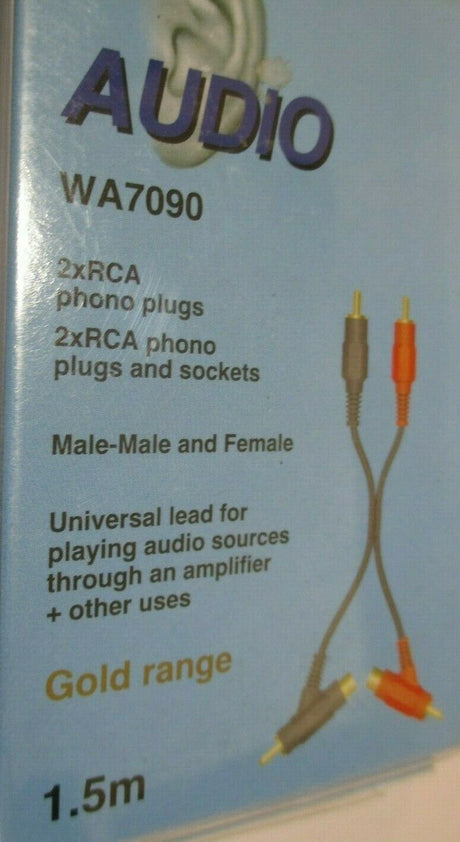 AUDIO
WA7090
2xRCA
phono plugs
2xRCA phono
plugs and sockets
Male-Male and Female
Universal lead for
playing audio sources
through an amplifier
+ other uses
Gold range
1.5m